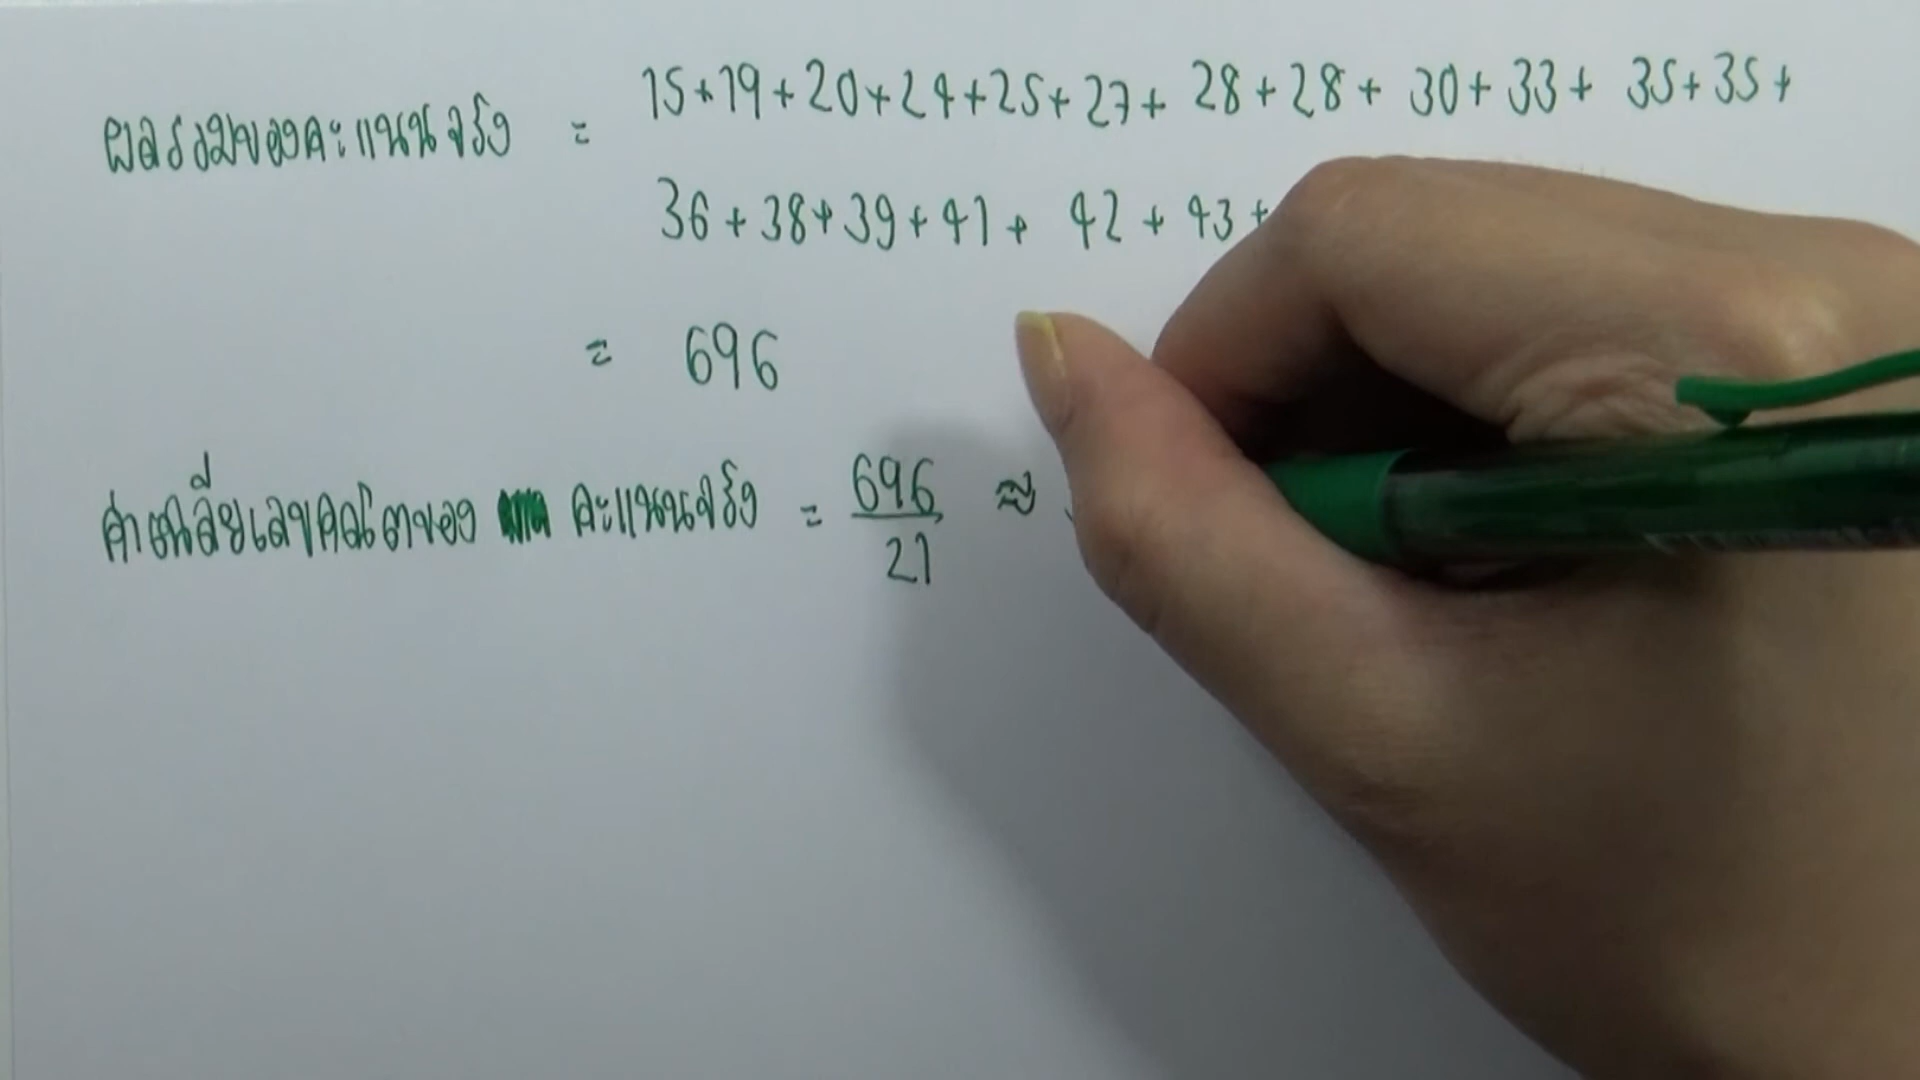 ผลรวมของคะแนนจริง = 15+19+20+24+25+27+ 28+28+ 30+33+ 35+35+
36+38+39+41+ 42+43+
= 696
ค่าเฉลี่ยเลขคณิตของ คะแนนจริง = 696/21 ≈